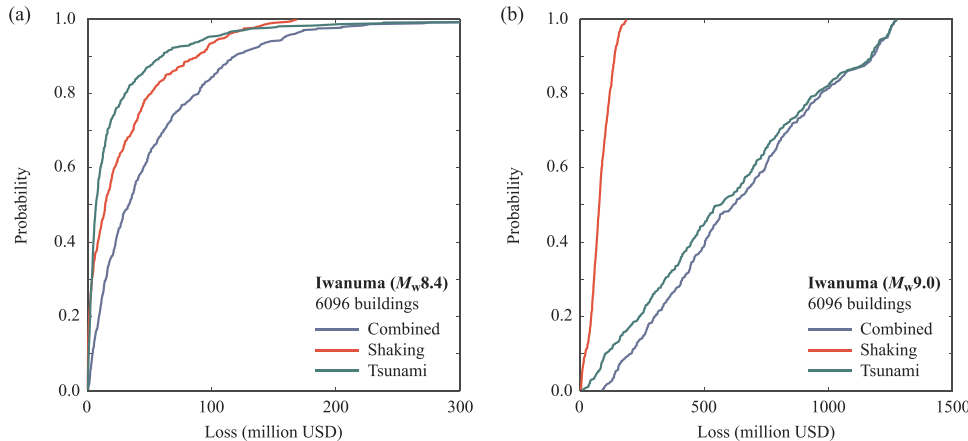 (a)
1.0
0.8
0.6
0.4
0.2
0.0
Probability
0
100
200
300
Loss (million USD)
Iwanuma (Mw8.4)
6096 buildings
Combined
Shaking
Tsunami
(b)
1.0
0.8
0.6
0.4
0.2
0.0
Probability
0
500
1000
1500
Loss (million USD)
Iwanuma (Mw9.0)
6096 buildings
Combined
Shaking
Tsunami